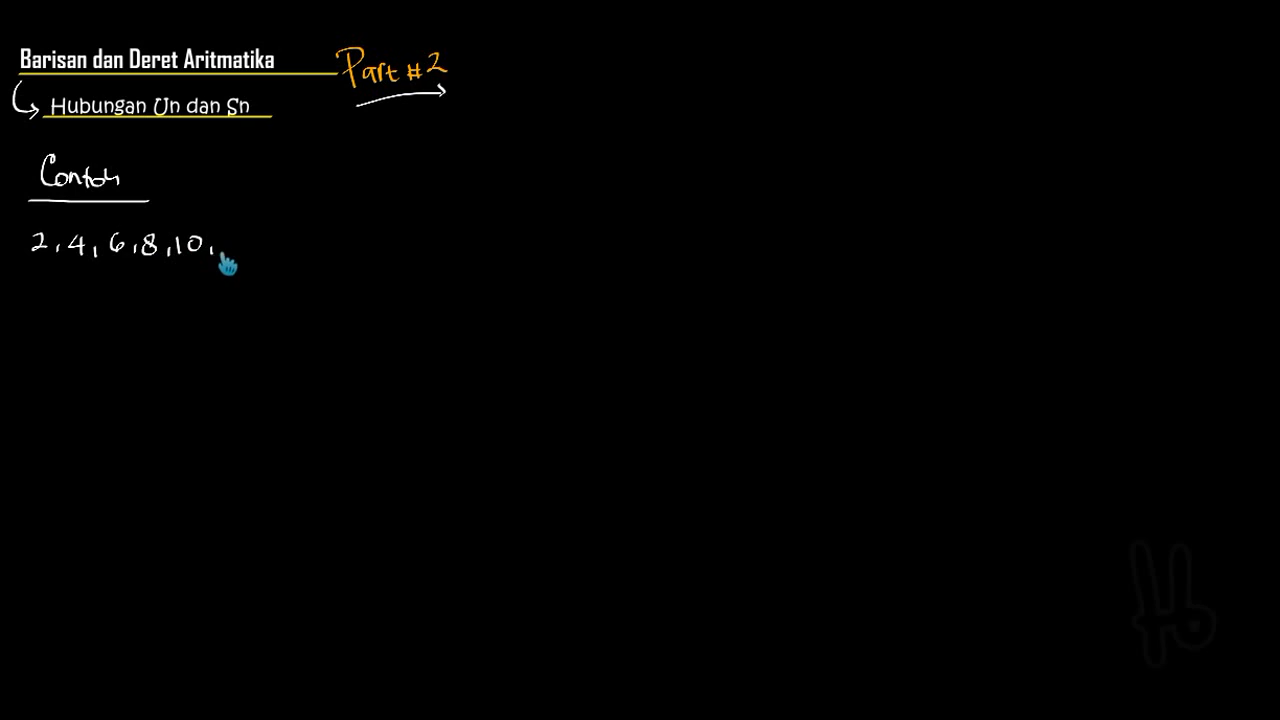 Barisan dan Deret Aritmatika Part #2
Hubungan Un dan Sn
Contoh
2, 4, 6, 8, 10,